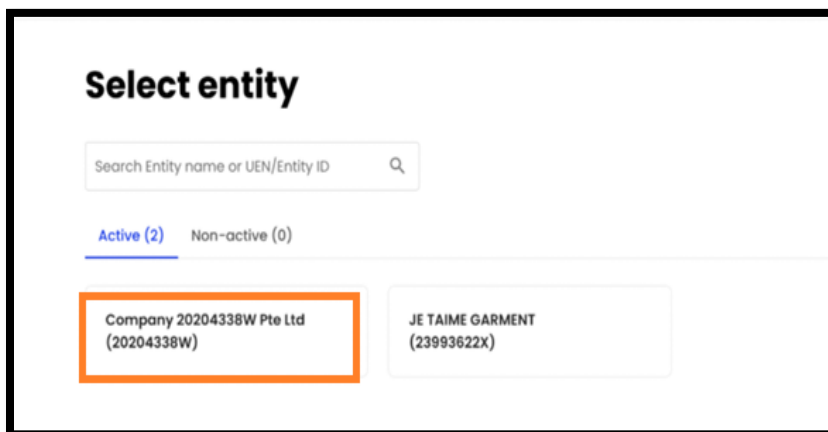 Select entity
Search Entity name or UEN/Entity ID
Active (2) Non-active (0)
Company 20204338W Pte Ltd
(20204338W)
JE TAIME GARMENT
(23993622X)